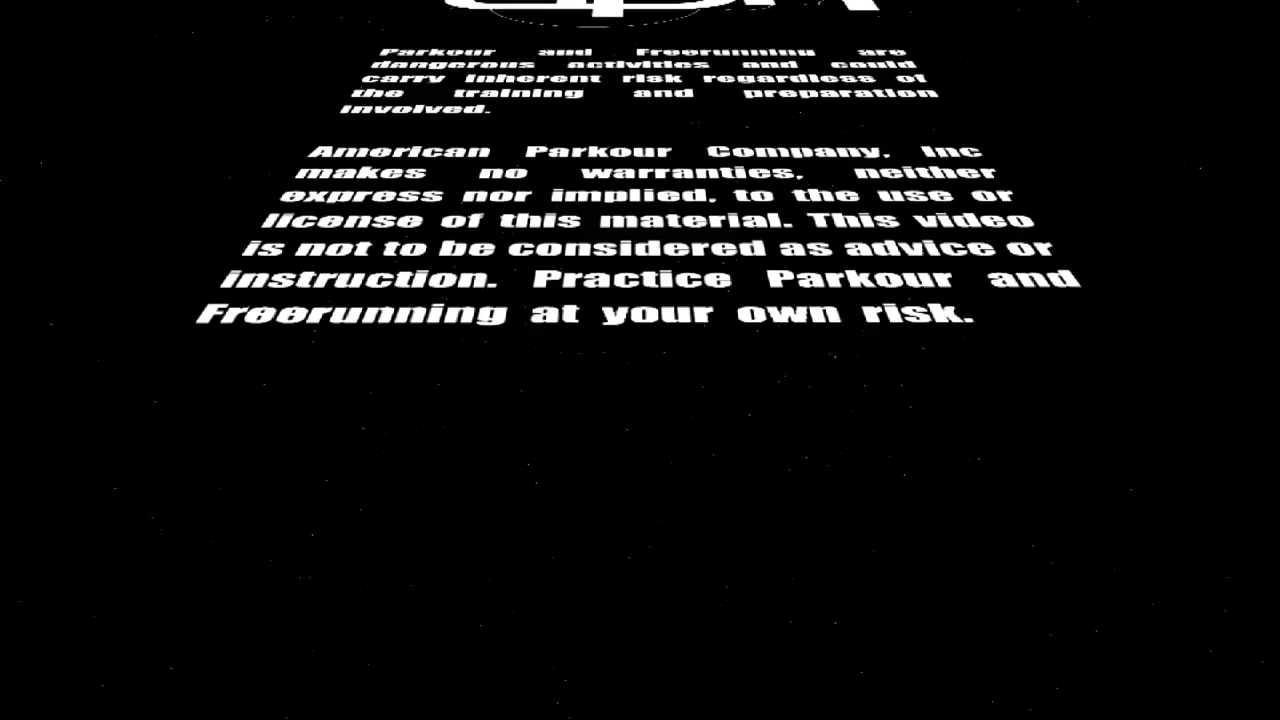 Parkour and Freerunning are
dangerous activities and could
carry inherent risk regardless of
the training and preparation
involved.
American Parkour Company, Inc
makes no warranties, neither
express nor implied, to the use or
license of this material. This video
is not to be considered as advice or
instruction. Practice Parkour and
Freerunning at your own risk.